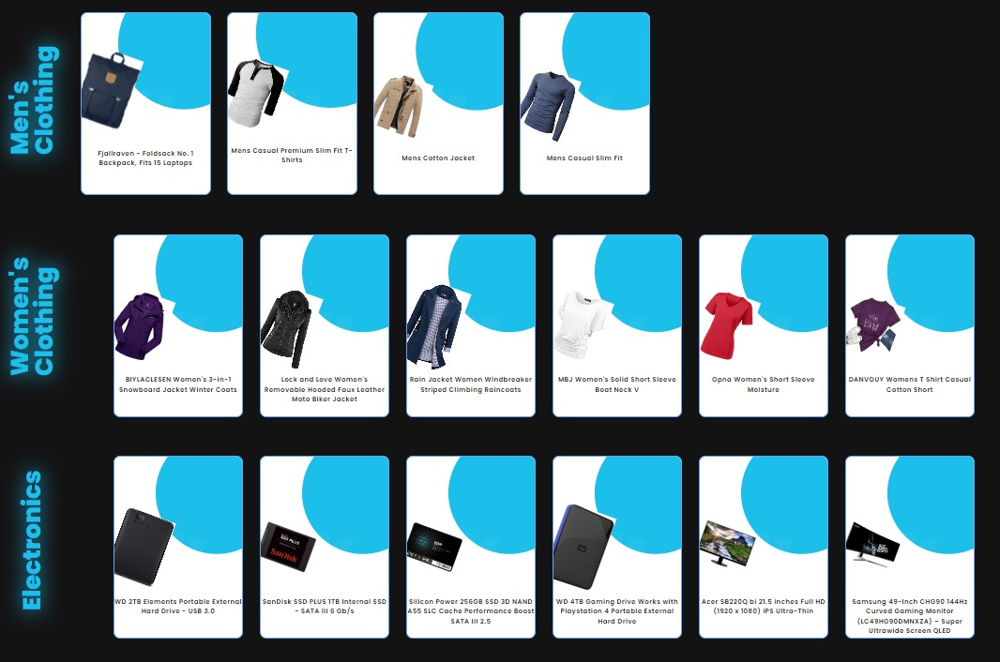 Men's
Clothing
Fjallraven - Foldsack No. 1
Backpack, Fits 15 Laptops
Mens Casual Premium Slim Fit T-
Shirts
Mens Cotton Jacket
Mens Casual Slim Fit
Women's
Clothing
BIYLACLESEN Women's 3-in-1
Snowboard Jacket Winter Coats
Lock and Love Women's
Removable Hooded Faux Leather
Moto Biker Jacket
Rain Jacket Women Windbreaker
Striped Climbing Raincoats
MBJ Women's Solid Short Sleeve
Boat Neck V
Opna Women's Short Sleeve
Moisture
DANVOUY Womens T Shirt Casual
Cotton Short
Electronics
WD 2TB Elements Portable External
Hard Drive - USB 3.0
SanDisk
SanDisk SSD PLUS 1TB Internal SSD
- SATA III 6 Gb/s
Silicon Power 256GB SSD 3D NAND
A55 SLC Cache Performance Boost
SATA III 2.5
WD 4TB Gaming Drive Works with
Playstation 4 Portable External
Hard Drive
Acer SB220Q bi 21.5 inches Full HD
(1920 x 1080) IPS Ultra-Thin
Samsung 49-Inch CHG90 144Hz
Curved Gaming Monitor
(LC49HG90DMNXZA) – Super
Ultrawide Screen QLED